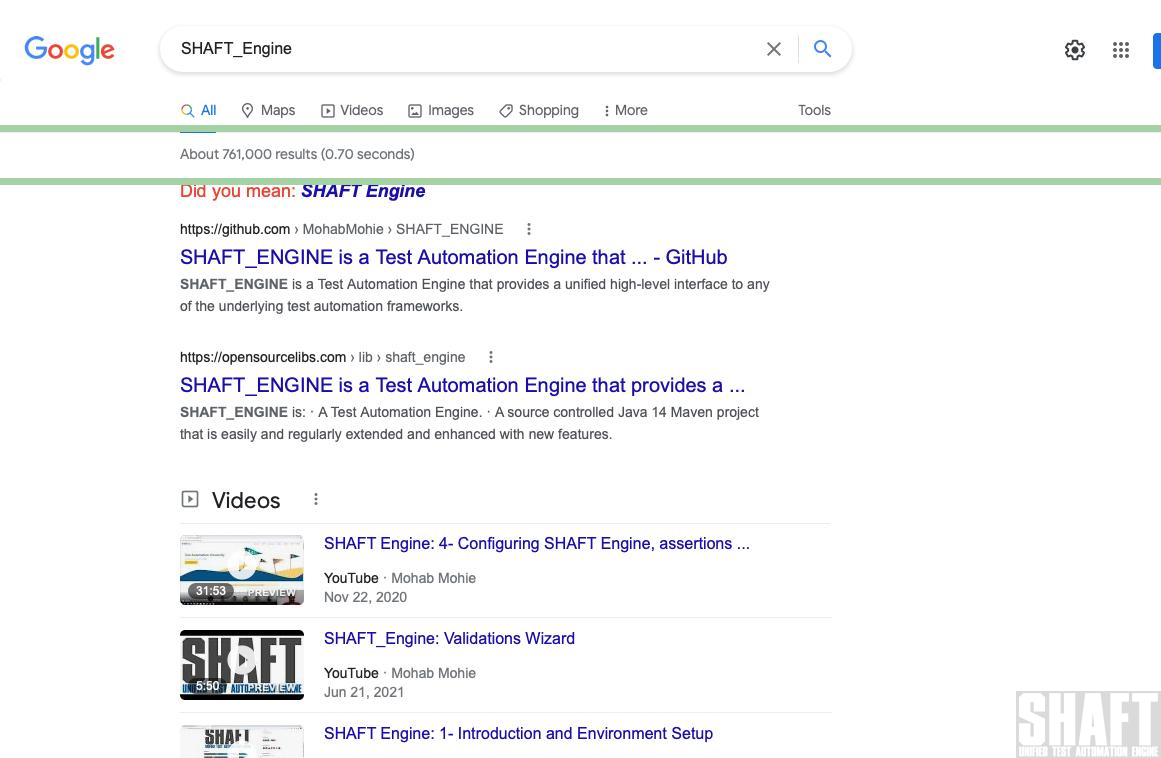 Google
SHAFT_Engine
All Maps Videos Images Shopping More Tools
About 761,000 results (0.70 seconds)
Did you mean: SHAFT Engine
https://github.com › MohabMohie › SHAFT_ENGINE
SHAFT_ENGINE is a Test Automation Engine that ... - GitHub
SHAFT_ENGINE is a Test Automation Engine that provides a unified high-level interface to any
of the underlying test automation frameworks.
https://opensourcelibs.com › lib › shaft_engine
SHAFT_ENGINE is a Test Automation Engine that provides a ...
SHAFT_ENGINE is: · A Test Automation Engine. · A source controlled Java 14 Maven project
that is easily and regularly extended and enhanced with new features.
Videos
SHAFT Engine: 4- Configuring SHAFT Engine, assertions ...
YouTube · Mohab Mohie
Nov 22, 2020
31:53 PREVIEW
SHAFT_Engine: Validations Wizard
YouTube · Mohab Mohie
Jun 21, 2021
SHAFT
5:50 PREVIEW
UNIFIED TEST AUTOMATION ENGINE
SHAFT Engine: 1- Introduction and Environment Setup
SHAFT
SHAFT
UNIFIED TEST AUTOMATION ENGINE